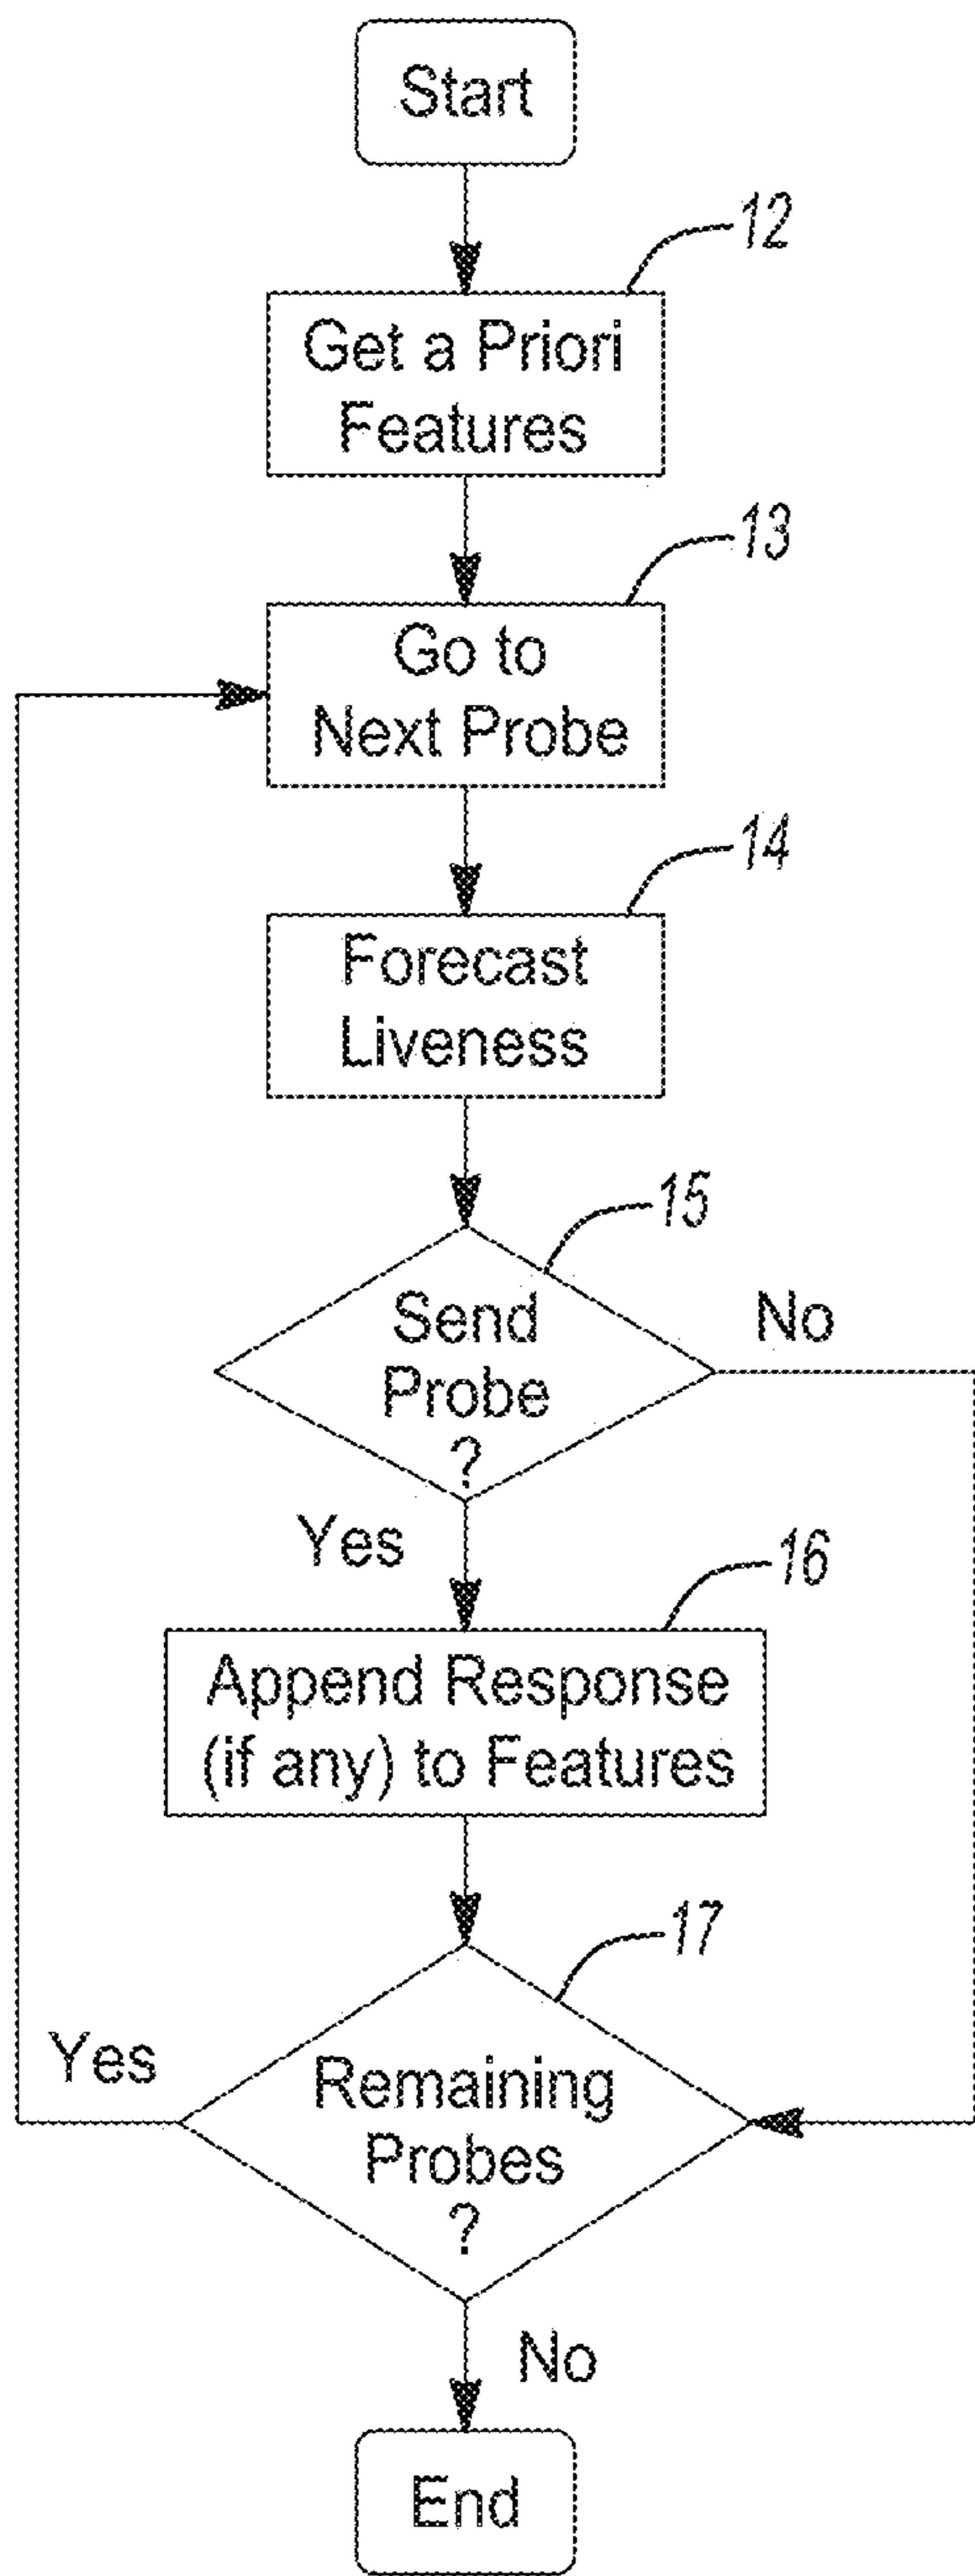 Start
12
Get a Priori
Features
13
Go to
Next Probe
14
Forecast
Liveness
15
Send
Probe
?
No
Yes
16
Append Response
(if any) to Features
17
Yes
Remaining
Probes
?
No
End